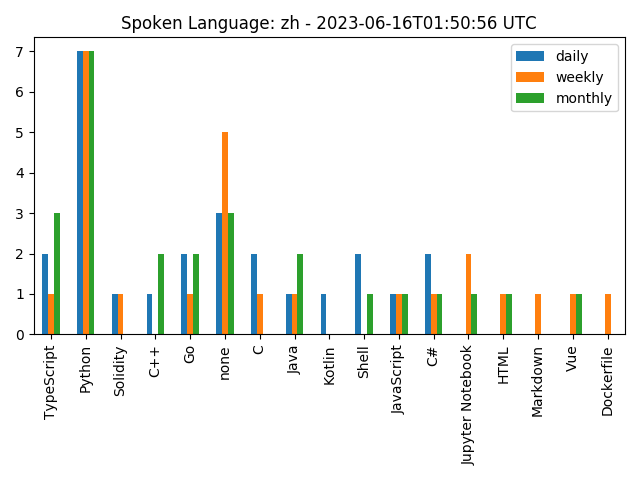 Spoken Language: zh - 2023-06-16T01:50:56 UTC
daily
weekly
monthly
7
6
5
4
3
2
1
0
TypeScript
Python
Solidity
C++
Go
none
C
Java
Kotlin
Shell
JavaScript
C#
Jupyter Notebook
HTML
Markdown
Vue
Dockerfile